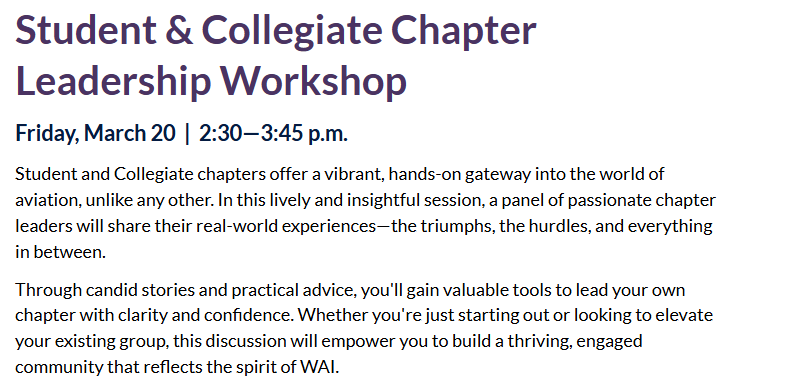 Student & Collegiate Chapter
Leadership Workshop
Friday, March 20 | 2:30—3:45 p.m.
Student and Collegiate chapters offer a vibrant, hands-on gateway into the world of
aviation, unlike any other. In this lively and insightful session, a panel of passionate chapter
leaders will share their real-world experiences—the triumphs, the hurdles, and everything
in between.
Through candid stories and practical advice, you'll gain valuable tools to lead your own
chapter with clarity and confidence. Whether you're just starting out or looking to elevate
your existing group, this discussion will empower you to build a thriving, engaged
community that reflects the spirit of WAI.